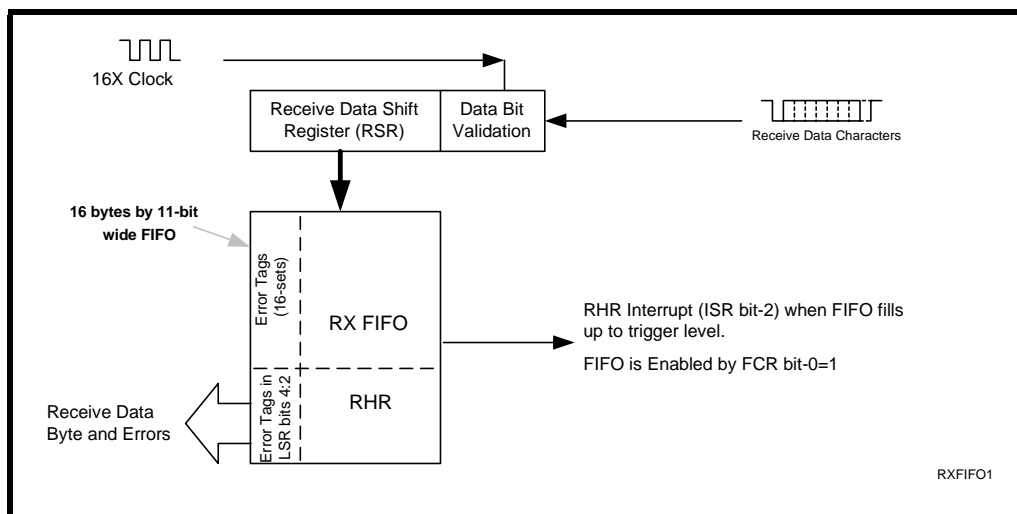 16X Clock
Receive Data Shift
Register (RSR)
Data Bit
Validation
Receive Data Characters
16 bytes by 11-bit
wide FIFO
Error Tags
(16-sets)
RX FIFO
RHR Interrupt (ISR bit-2) when FIFO fills
up to trigger level.
FIFO is Enabled by FCR bit-0=1
Error Tags in
LSR bits 4:2
RHR
Receive Data
Byte and Errors
RXFIFO1